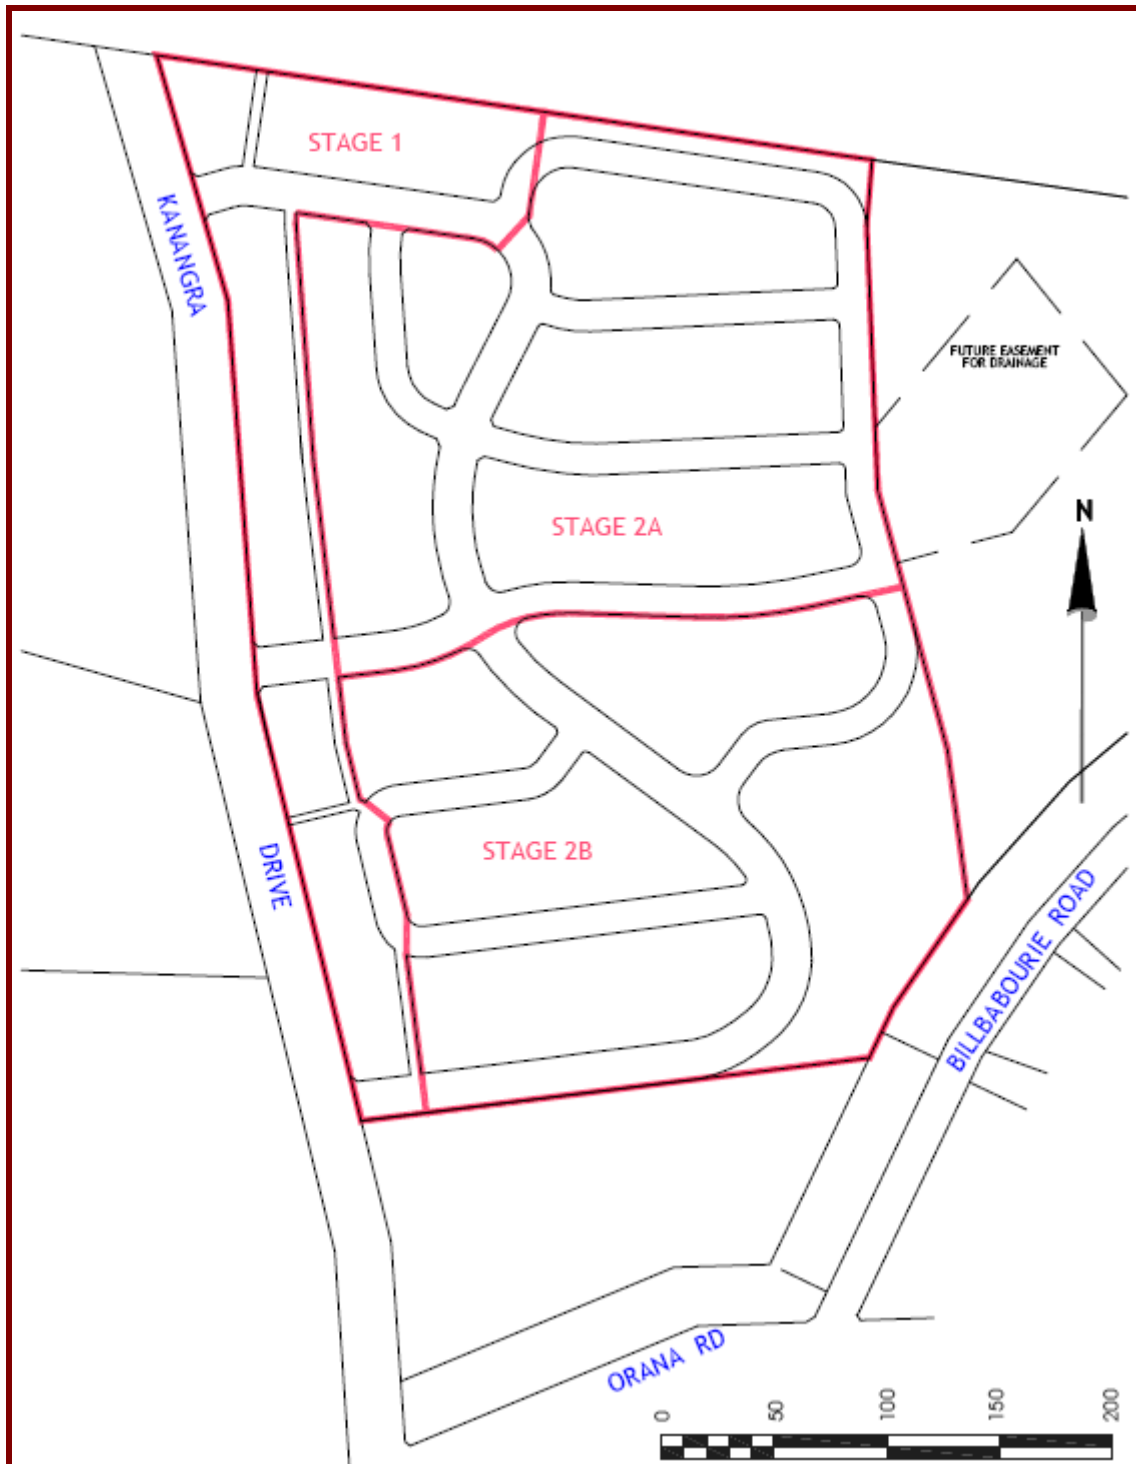 STAGE 1
KANANGRA
FUTURE EASEMENT
FOR DRAINAGE
N
STAGE 2A
STAGE 2B
DRIVE
BILLBABOURIE ROAD
ORANA RD
0 50 100 150 200